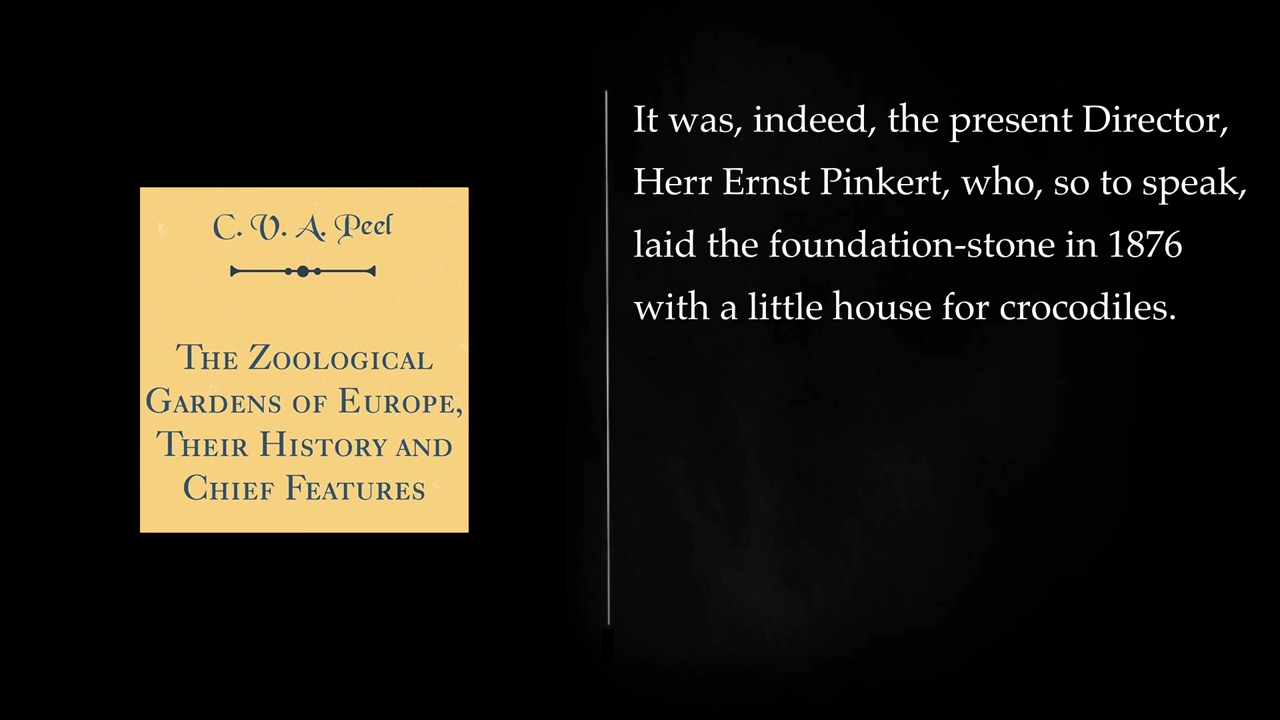 C. V. A. Peel
The Zoological
Gardens of Europe,
Their History and
Chief Features
It was, indeed, the present Director,
Herr Ernst Pinkert, who, so to speak,
laid the foundation-stone in 1876
with a little house for crocodiles.